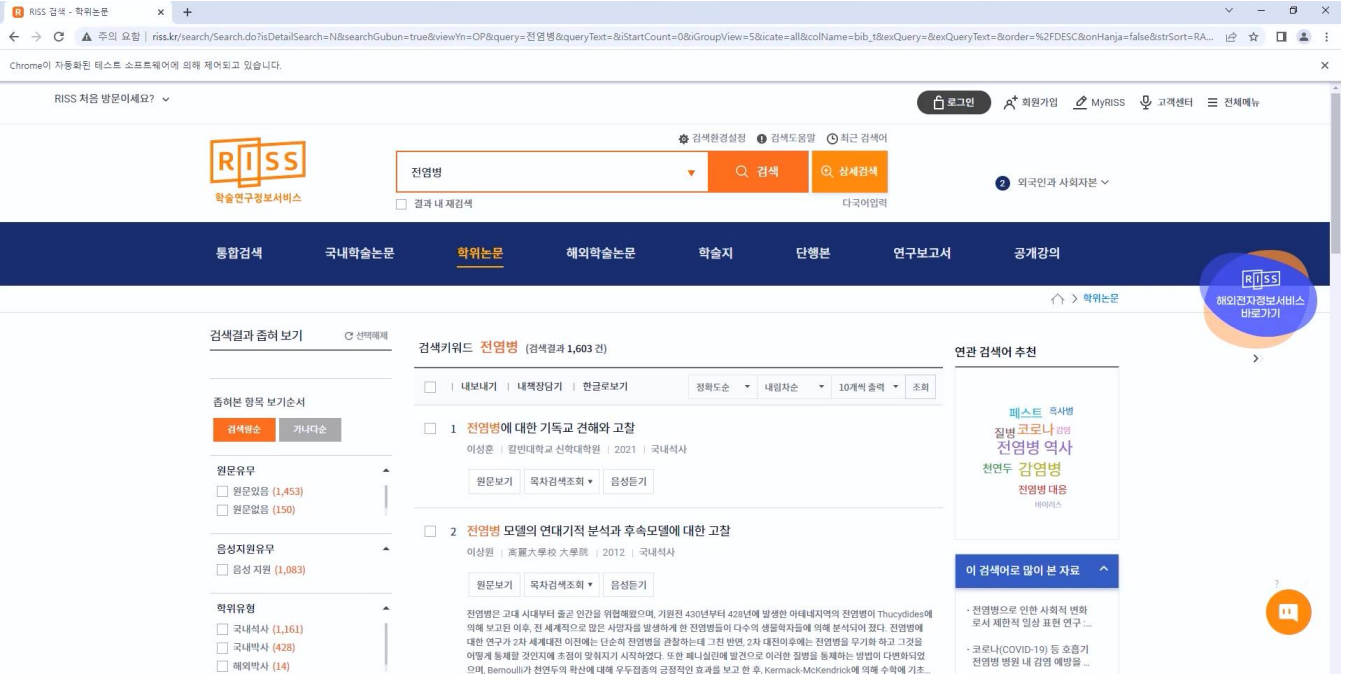 RISS 검색 - 학위논문
주의 요함 | riss.kr/search/Search.do?isDetailSearch=N&searchGubun=true&viewYn=OP&query=전염병&queryText=&iStartCount=0&iGroupView=5&icate=all&colName=bib_t&exQuery=&exQueryText=&order=%2FDESC&onHanja=false&strSort=RA...
Chrome이 자동화된 테스트 소프트웨어에 의해 제어되고 있습니다.
RISS 처음 방문이세요?
로그인 회원가입 MyRISS 고객센터 전체메뉴
검색환경설정 검색도움말 최근 검색어
RISS
학술연구정보서비스
전염병
검색
상세검색
2 외국인과 사회자본
결과 내 재검색
다국어입력
통합검색 국내학술논문 학위논문 해외학술논문 학술지 단행본 연구보고서 공개강의
RISS
해외전자정보서비스
바로가기
> 학위논문
검색결과 좁혀 보기 선택해제
좁혀본 항목 보기순서
검색량순 가나다순
원문유무
원문있음 (1,453)
원문없음 (150)
음성지원유무
음성 지원 (1,083)
학위유형
국내석사 (1,161)
국내박사 (428)
해외박사 (14)
검색키워드 전염병 (검색결과 1,603 건)
| 내보내기 | 내책장담기 | 한글로보기
정확도순 내림차순 10개씩 출력 조회
1 전염병에 대한 기독교 견해와 고찰
이성훈 | 칼빈대학교 신학대학원 | 2021 | 국내석사
원문보기 목차검색조회 음성듣기
2 전염병 모델의 연대기적 분석과 후속모델에 대한 고찰
이상원 | 高麗大學校 大學院 | 2012 | 국내석사
원문보기 목차검색조회 음성듣기
전염병은 고대 시대부터 줄곧 인간을 위협해왔으며, 기원전 430년부터 428년에 발생한 아테네지역의 전염병이 Thucydides에
의해 보고된 이후, 전 세계적으로 많은 사망자를 발생하게 한 전염병들이 다수의 생물학자들에 의해 분석되어 졌다. 전염병에
대한 연구가 2차 세계대전 이전에는 단순히 전염병을 관찰하는데 그친 반면, 2차 대전이후에는 전염병을 무기화 하고 그것을
어떻게 통제할 것인지에 초점이 맞춰지기 시작하였다. 또한 페니실린에 발견으로 이러한 질병을 통제하는 방법이 다변화되었
으며, Bernoulli가 천연두의 확산에 대해 우두접종의 긍정적인 효과를 보고 한 후, Kermack-McKendrick에 의해 수학에 기초...
연관 검색어 추천
페스트 흑사병
질병 코로나 감염
전염병 역사
천연두 감염병
전염병 대응
바이러스
이 검색어로 많이 본 자료
· 전염병으로 인한 사회적 변화
로서 제한적 일상 표현 연구 :...
· 코로나(COVID-19) 등 호흡기
전염병 병원 내 감염 예방을 ...
?